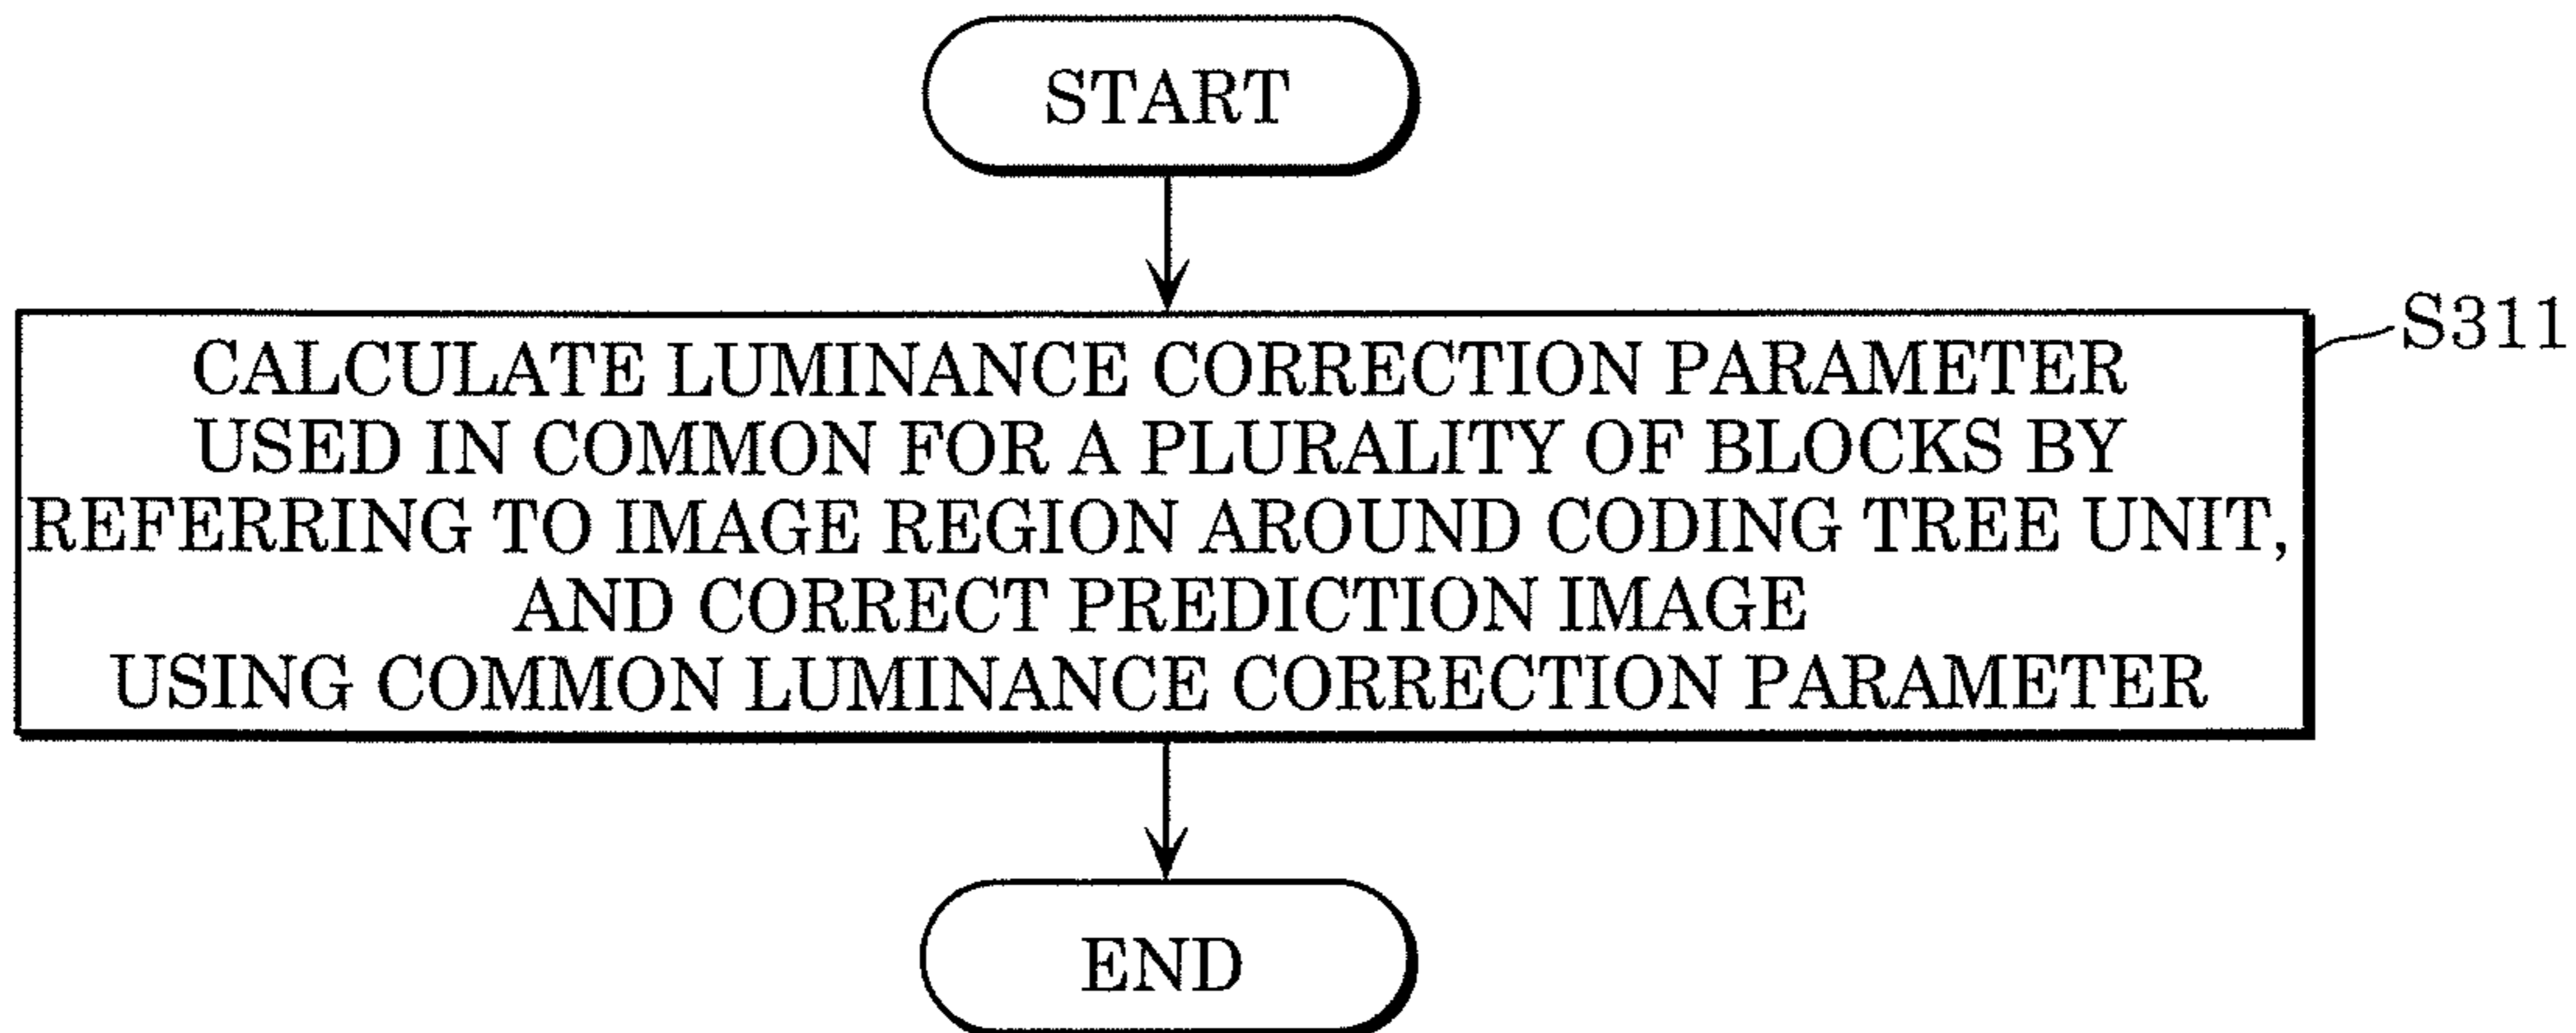 START
S311
CALCULATE LUMINANCE CORRECTION PARAMETER
USED IN COMMON FOR A PLURALITY OF BLOCKS BY
REFERRING TO IMAGE REGION AROUND CODING TREE UNIT,
AND CORRECT PREDICTION IMAGE
USING COMMON LUMINANCE CORRECTION PARAMETER
END